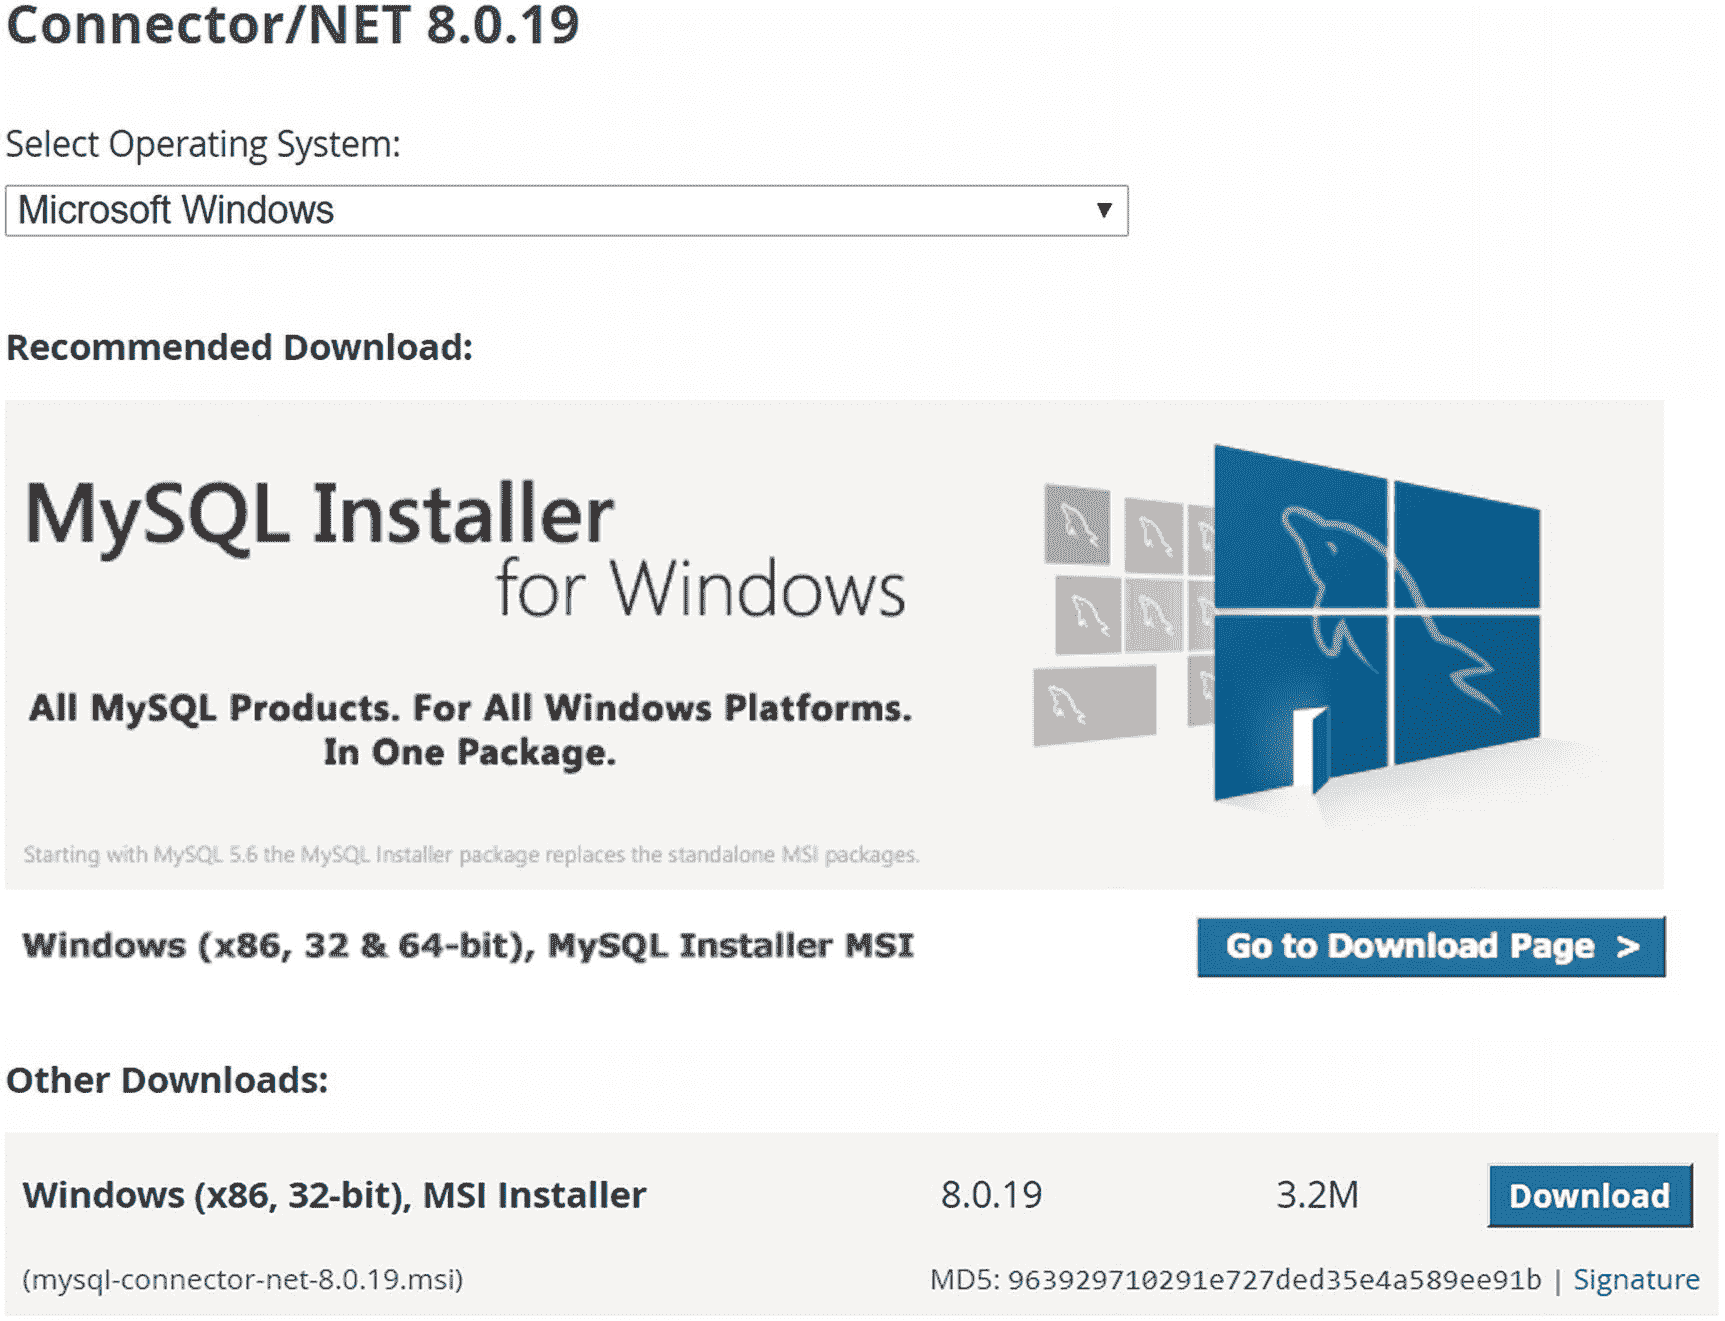 Connector/NET 8.0.19
Select Operating System:
Microsoft Windows
Recommended Download:
MySQL Installer
for Windows
All MySQL Products. For All Windows Platforms.
In One Package.
Starting with MySQL 5.6 the MySQL Installer package replaces the standalone MSI packages.
Windows (x86, 32 & 64-bit), MySQL Installer MSI Go to Download Page >
Other Downloads:
Windows (x86, 32-bit), MSI Installer 8.0.19 3.2M Download
(mysql-connector-net-8.0.19.msi) MD5: 963929710291e727ded35e4a589ee91b | Signature